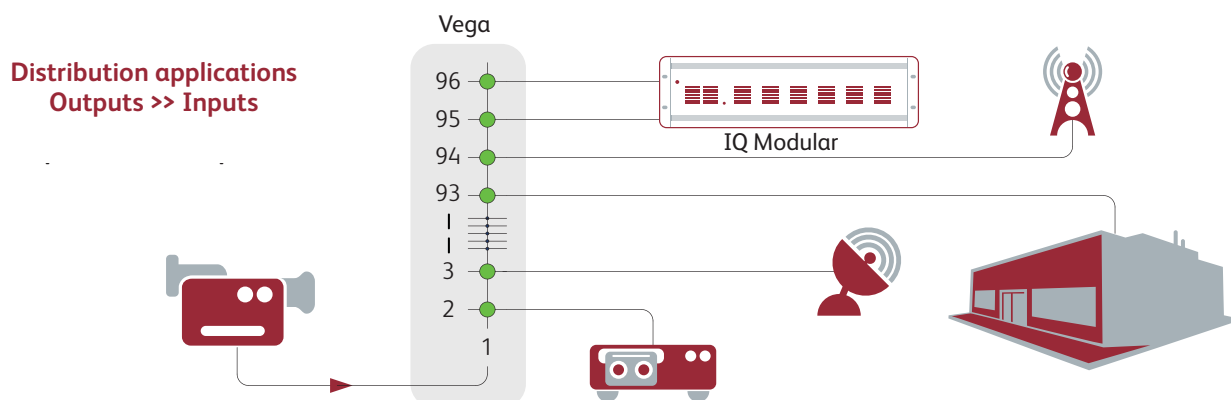 Vega
Distribution applications
Outputs >> Inputs
96
95
94
93
3
2
1
IQ Modular